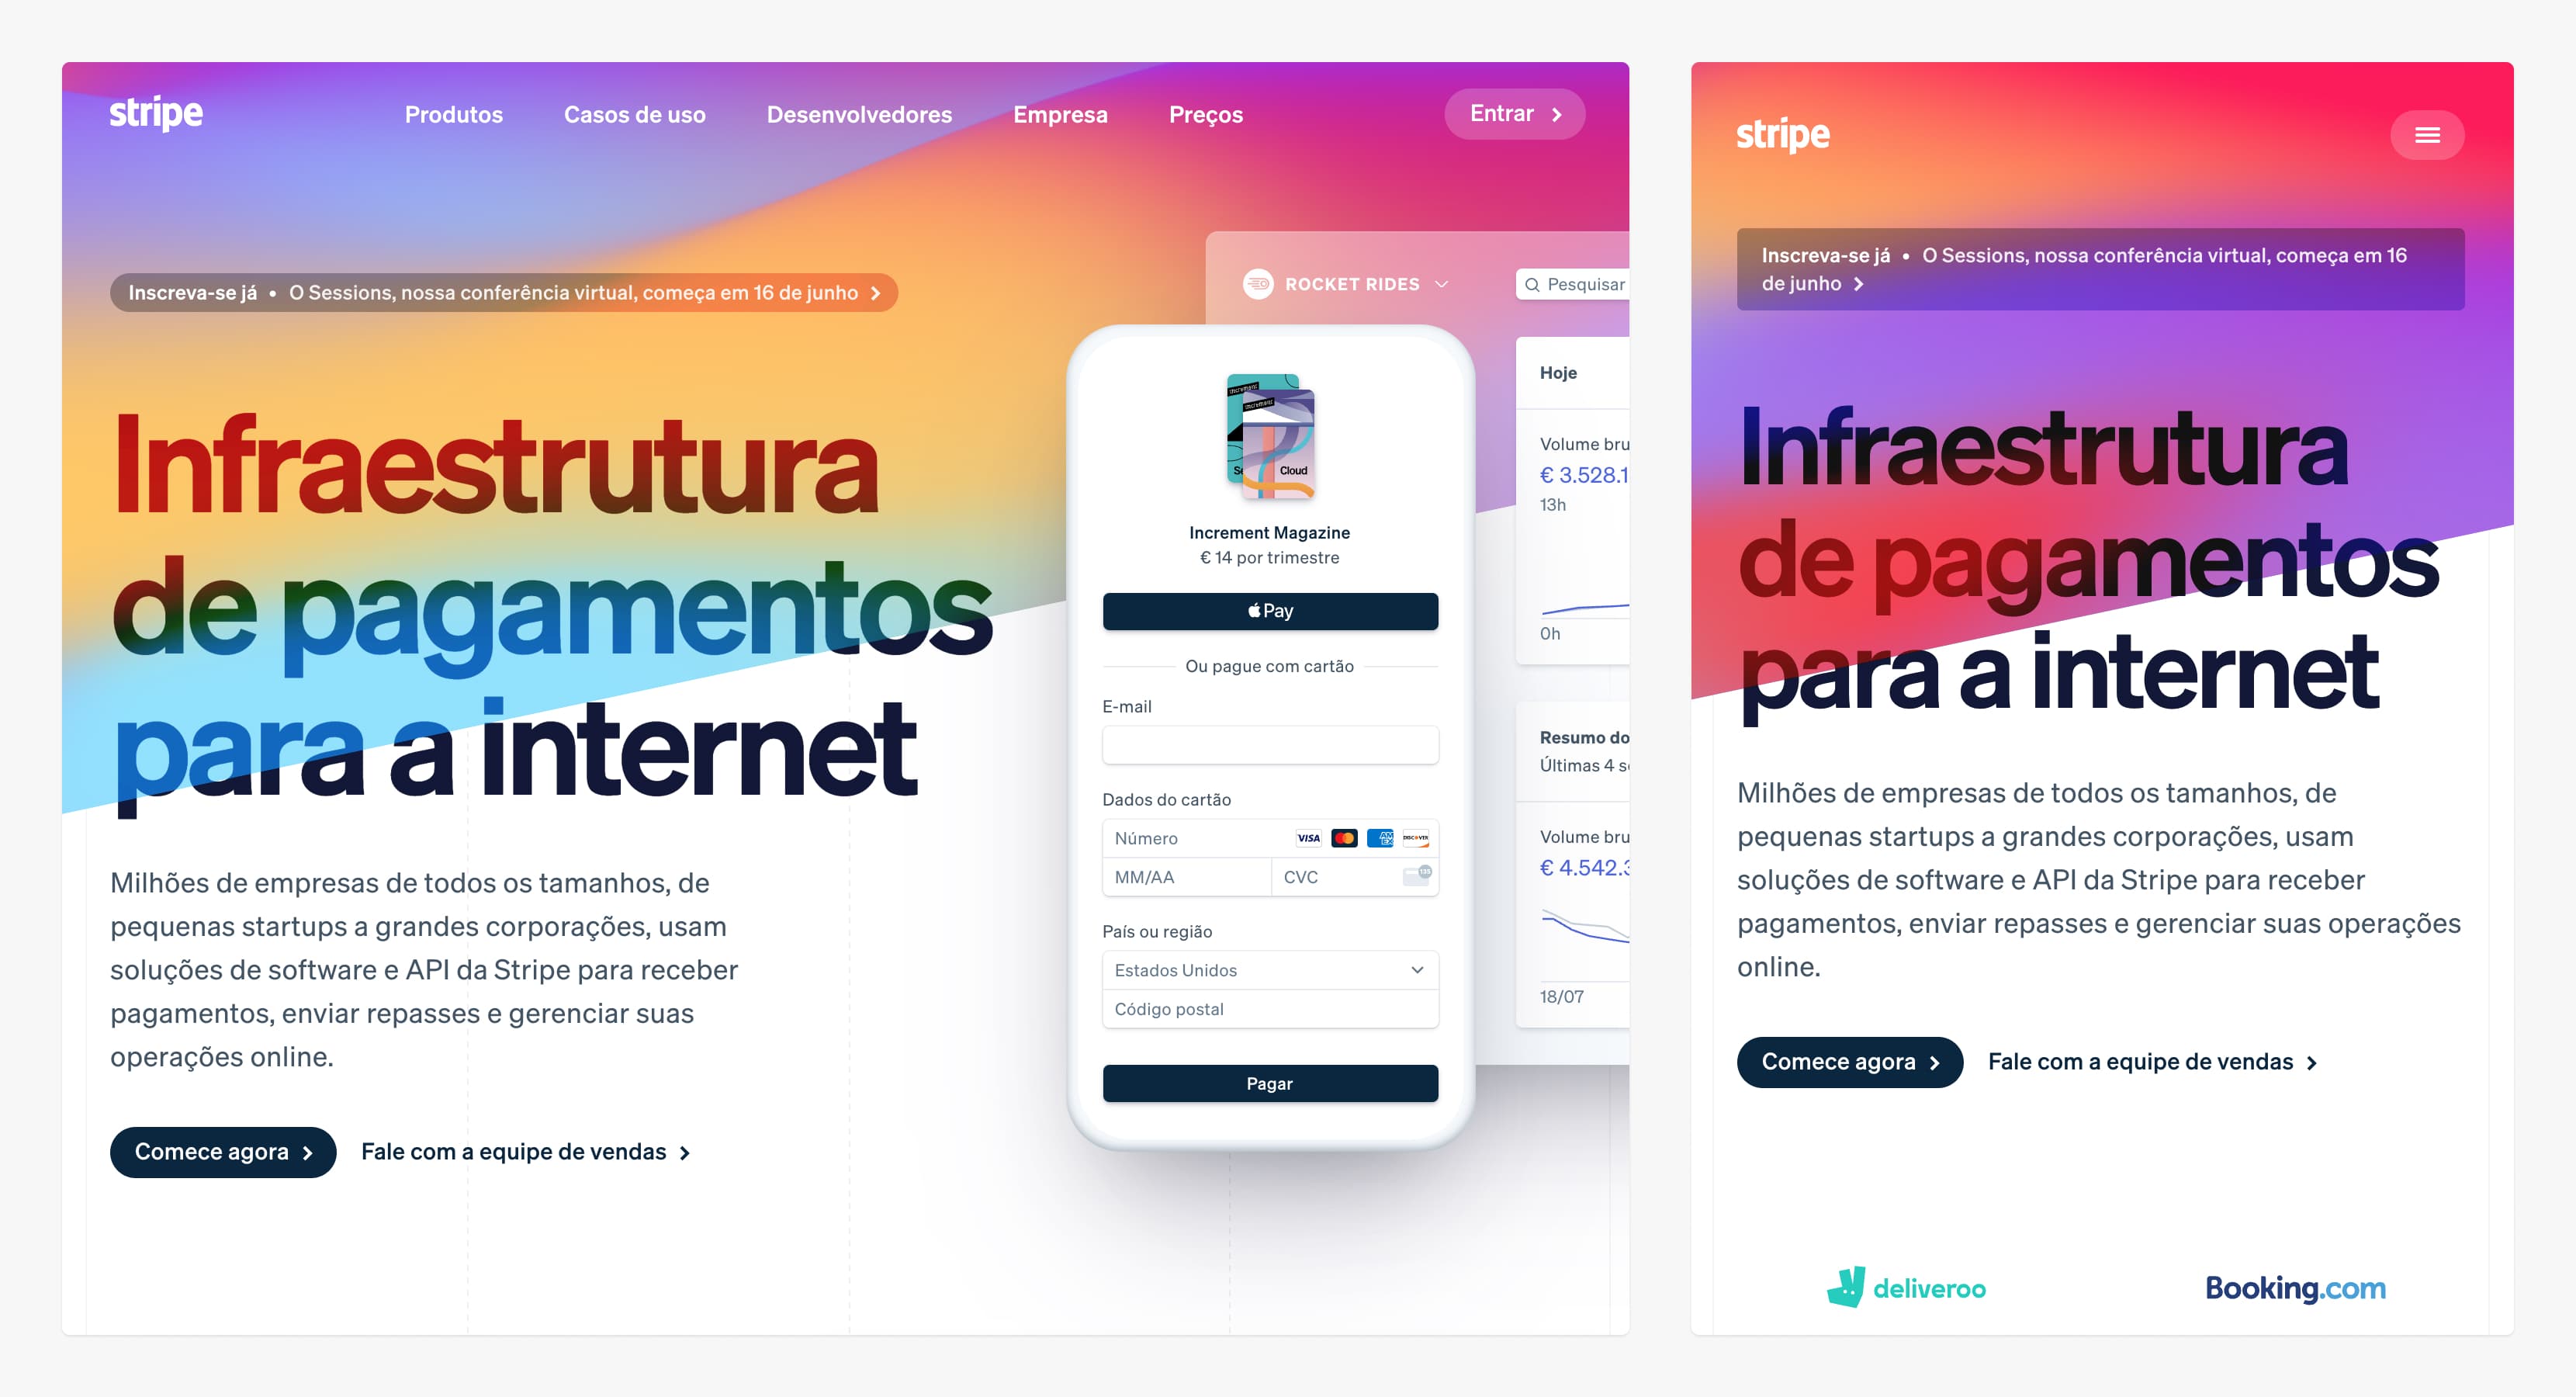 stripe
Produtos
Casos de uso
Desenvolvedores
Empresa
Preços
Entrar
Inscreva-se já • O Sessions, nossa conferência virtual, começa em 16 de junho
Infraestrutura
de pagamentos
para a internet
Milhões de empresas de todos os tamanhos, de
pequenas startups a grandes corporações, usam
soluções de software e API da Stripe para receber
pagamentos, enviar repasses e gerenciar suas
operações online.
Comece agora
Fale com a equipe de vendas
ROCKET RIDES
Pesquisar
Cloud
Increment Magazine
€ 14 por trimestre
Pay
Ou pague com cartão
E-mail
Dados do cartão
Número
VISA
AMEX
DISCOVER
MM/AA
CVC
135
País ou região
Estados Unidos
Código postal
Pagar
Hoje
Volume bru
€ 3.528.1
13h
0h
Resumo do
Últimas 4
Volume bru
€ 4.542.3
18/07
stripe
Inscreva-se já • O Sessions, nossa conferência virtual, começa em 16
de junho
Infraestrutura
de pagamentos
para a internet
Milhões de empresas de todos os tamanhos, de
pequenas startups a grandes corporações, usam
soluções de software e API da Stripe para receber
pagamentos, enviar repasses e gerenciar suas operações
online.
Comece agora
Fale com a equipe de vendas
deliveroo
Booking.com